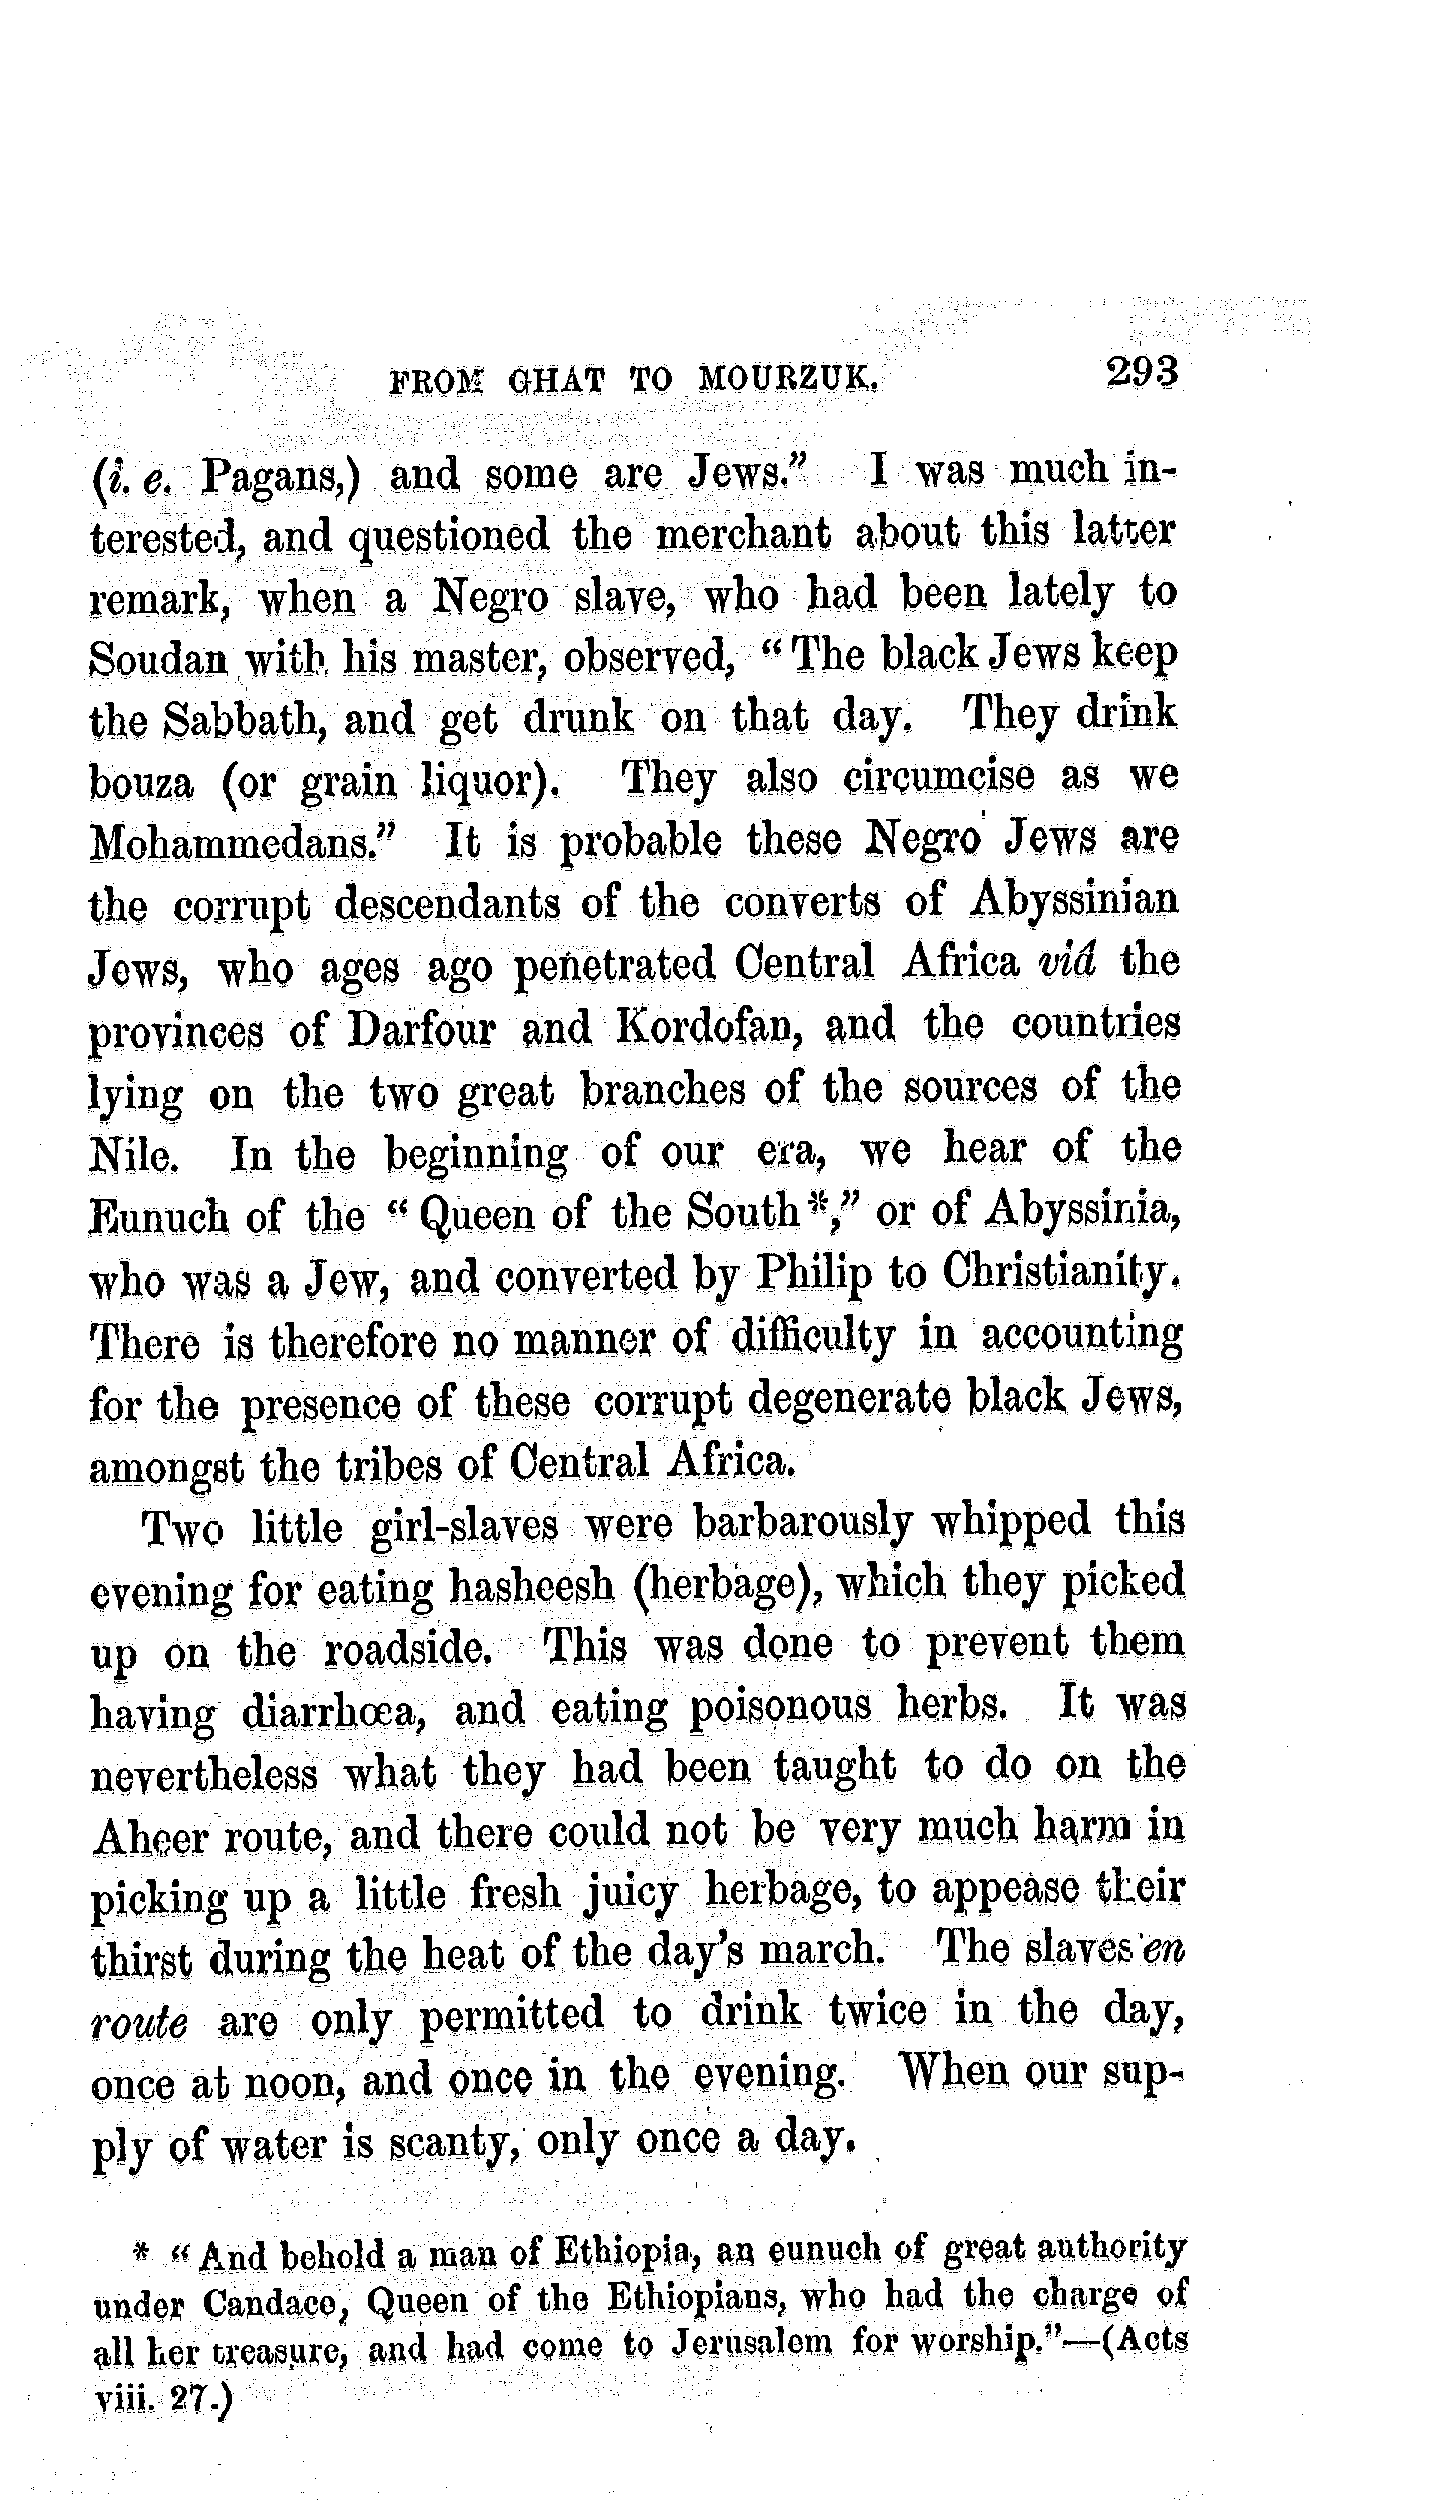 FROM GHAT TO MOURZUK. 293
(i. e. Pagans,) and some are Jews." I was much in-
terested, and questioned the merchant about this latter
remark, when a Negro slave, who had been lately to
Soudan with his master, observed, "The black Jews keep
the Sabbath, and get drunk on that day. They drink
bouza (or grain liquor). They also circumcise as we
Mohammedans." It is probable these Negro Jews are
the corrupt descendants of the converts of Abyssinian
Jews, who ages ago penetrated Central Africa viâ the
provinces of Darfour and Kordofan, and the countries
lying on the two great branches of the sources of the
Nile. In the beginning of our era, we hear of the
Eunuch of the "Queen of the South*," or of Abyssinia,
who was a Jew, and converted by Philip to Christianity.
There is therefore no manner of difficulty in accounting
for the presence of these corrupt degenerate black Jews,
amongst the tribes of Central Africa.
Two little girl-slaves were barbarously whipped this
evening for eating hasheesh (herbage), which they picked
up on the roadside. This was done to prevent them
having diarrhœa, and eating poisonous herbs. It was
nevertheless what they had been taught to do on the
Aheer route, and there could not be very much harm in
picking up a little fresh juicy herbage, to appease their
thirst during the heat of the day's march. The slaves en
route are only permitted to drink twice in the day,
once at noon, and once in the evening. When our sup-
ply of water is scanty, only once a day.
* "And behold a man of Ethiopia, an eunuch of great authority
under Candace, Queen of the Ethiopians, who had the charge of
all her treasure, and had come to Jerusalem for worship."—(Acts
viii. 27.)